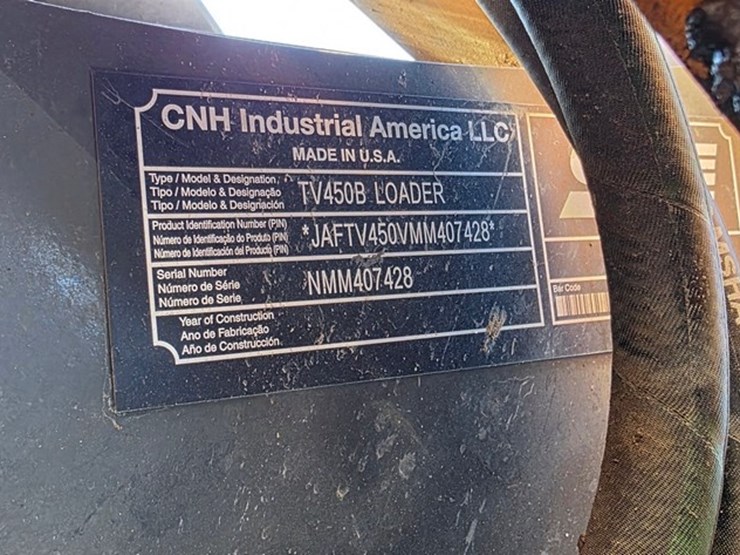 CNH Industrial America LLC
MADE IN U.S.A.
Type / Model & Designation
Tipo / Modelo & Designação
Tipo / Modelo & Designación
TV450B LOADER
Product Identification Number (PIN)
Número de Identificação do Produto (PIN)
Número de Identificación del Produto (PIN)
*JAFTV450VMM407428*
Serial Number
Número de Série
Número de Serie
NMM407428
Year of Construction
Ano de Fabricação
Año de Construcción
Bar Code